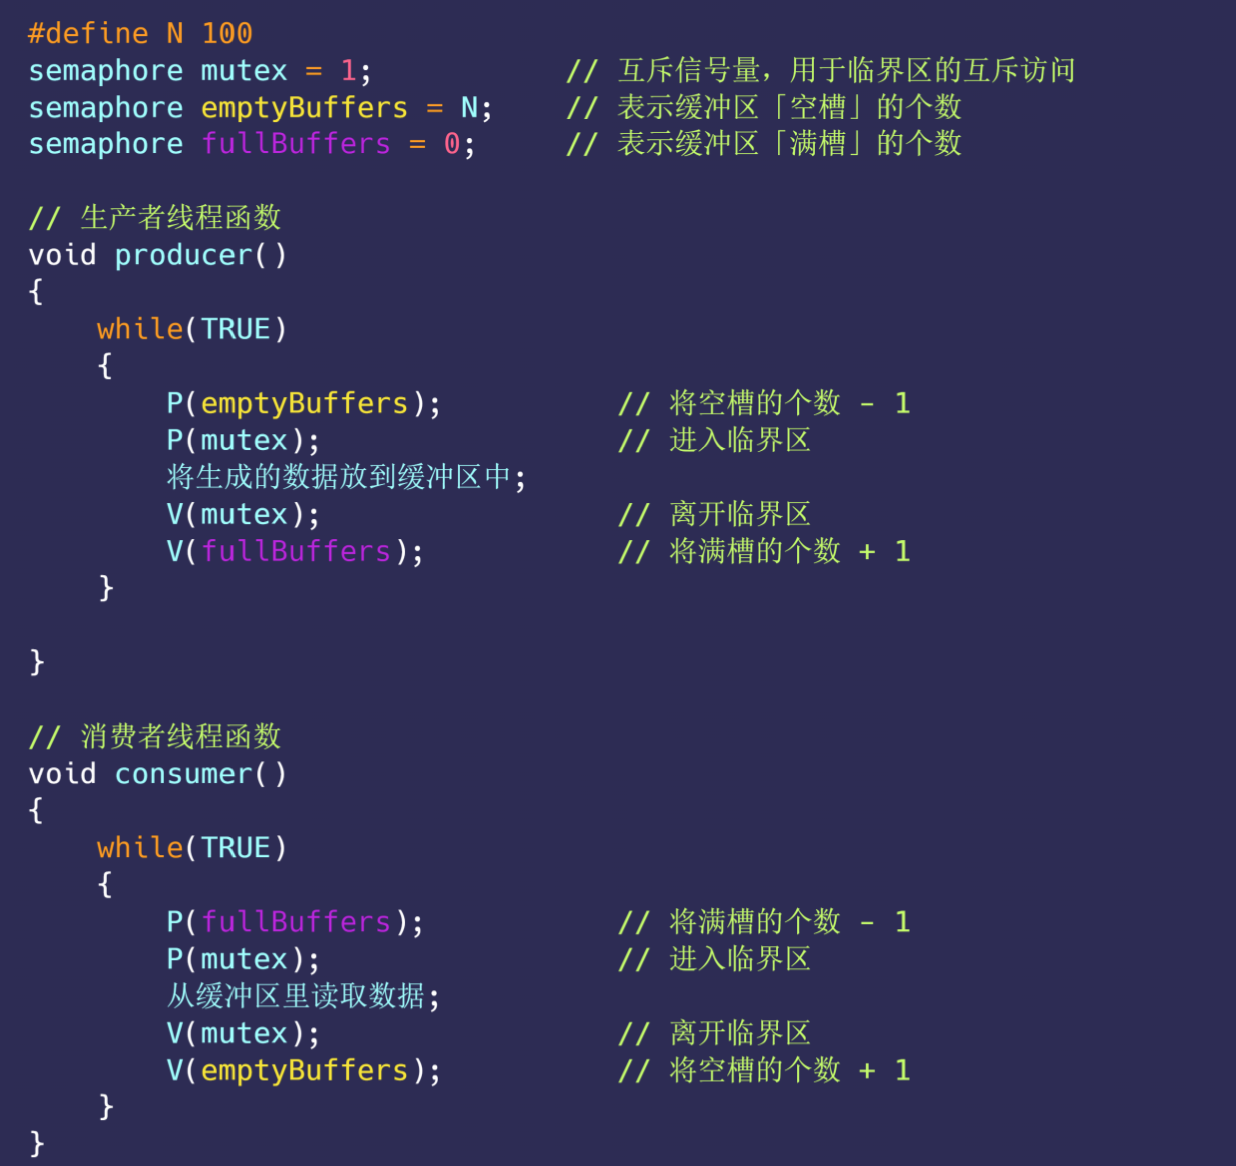 #define N 100
semaphore mutex = 1; // 互斥信号量，用于临界区的互斥访问
semaphore emptyBuffers = N; // 表示缓冲区「空槽」的个数
semaphore fullBuffers = 0; // 表示缓冲区「满槽」的个数
// 生产者线程函数
void producer()
{
while(TRUE)
{
P(emptyBuffers); // 将空槽的个数 - 1
P(mutex); // 进入临界区
将生成的数据放到缓冲区中;
V(mutex); // 离开临界区
V(fullBuffers); // 将满槽的个数 + 1
}
}
// 消费者线程函数
void consumer()
{
while(TRUE)
{
P(fullBuffers); // 将满槽的个数 - 1
P(mutex); // 进入临界区
从缓冲区里读取数据;
V(mutex); // 离开临界区
V(emptyBuffers); // 将空槽的个数 + 1
}
}